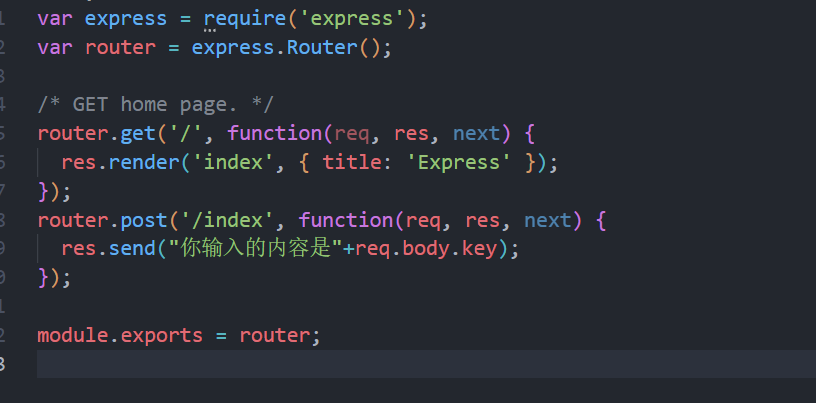 1 var express = require('express');
2 var router = express.Router();
3
4 /* GET home page. */
5 router.get('/', function(req, res, next) {
6   res.render('index', { title: 'Express' });
7 });
8 router.post('/index', function(req, res, next) {
9   res.send("你输入的内容是"+req.body.key);
0 });
1
2 module.exports = router;
3